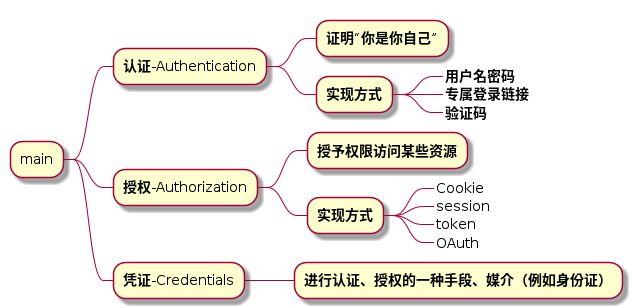 main
认证-Authentication
证明“你是你自己”
实现方式
用户名密码
专属登录链接
验证码
授权-Authorization
授予权限访问某些资源
实现方式
Cookie
session
token
OAuth
凭证-Credentials
进行认证、授权的一种手段、媒介（例如身份证）